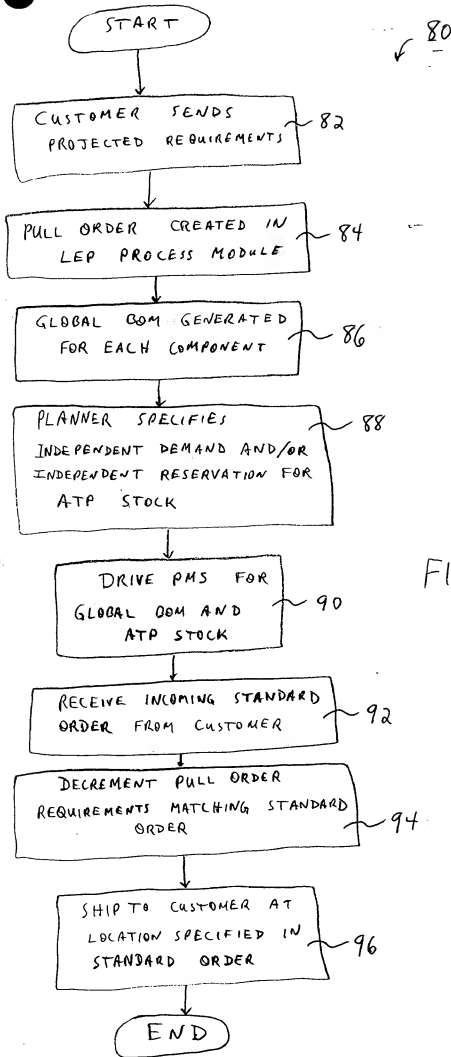 START
80
CUSTOMER SENDS
PROJECTED REQUIREMENTS
82
PULL ORDER CREATED IN
LEP PROCESS MODULE
84
GLOBAL BOM GENERATED
FOR EACH COMPONENT
86
PLANNER SPECIFIES
INDEPENDENT DEMAND AND/OR
INDEPENDENT RESERVATION FOR
ATP STOCK
88
DRIVE PMS FOR
GLOBAL BOM AND
ATP STOCK
90
FI
RECEIVE INCOMING STANDARD
ORDER FROM CUSTOMER
92
DECREMENT PULL ORDER
REQUIREMENTS MATCHING STANDARD
ORDER
94
SHIP TO CUSTOMER AT
LOCATION SPECIFIED IN
STANDARD ORDER
96
END